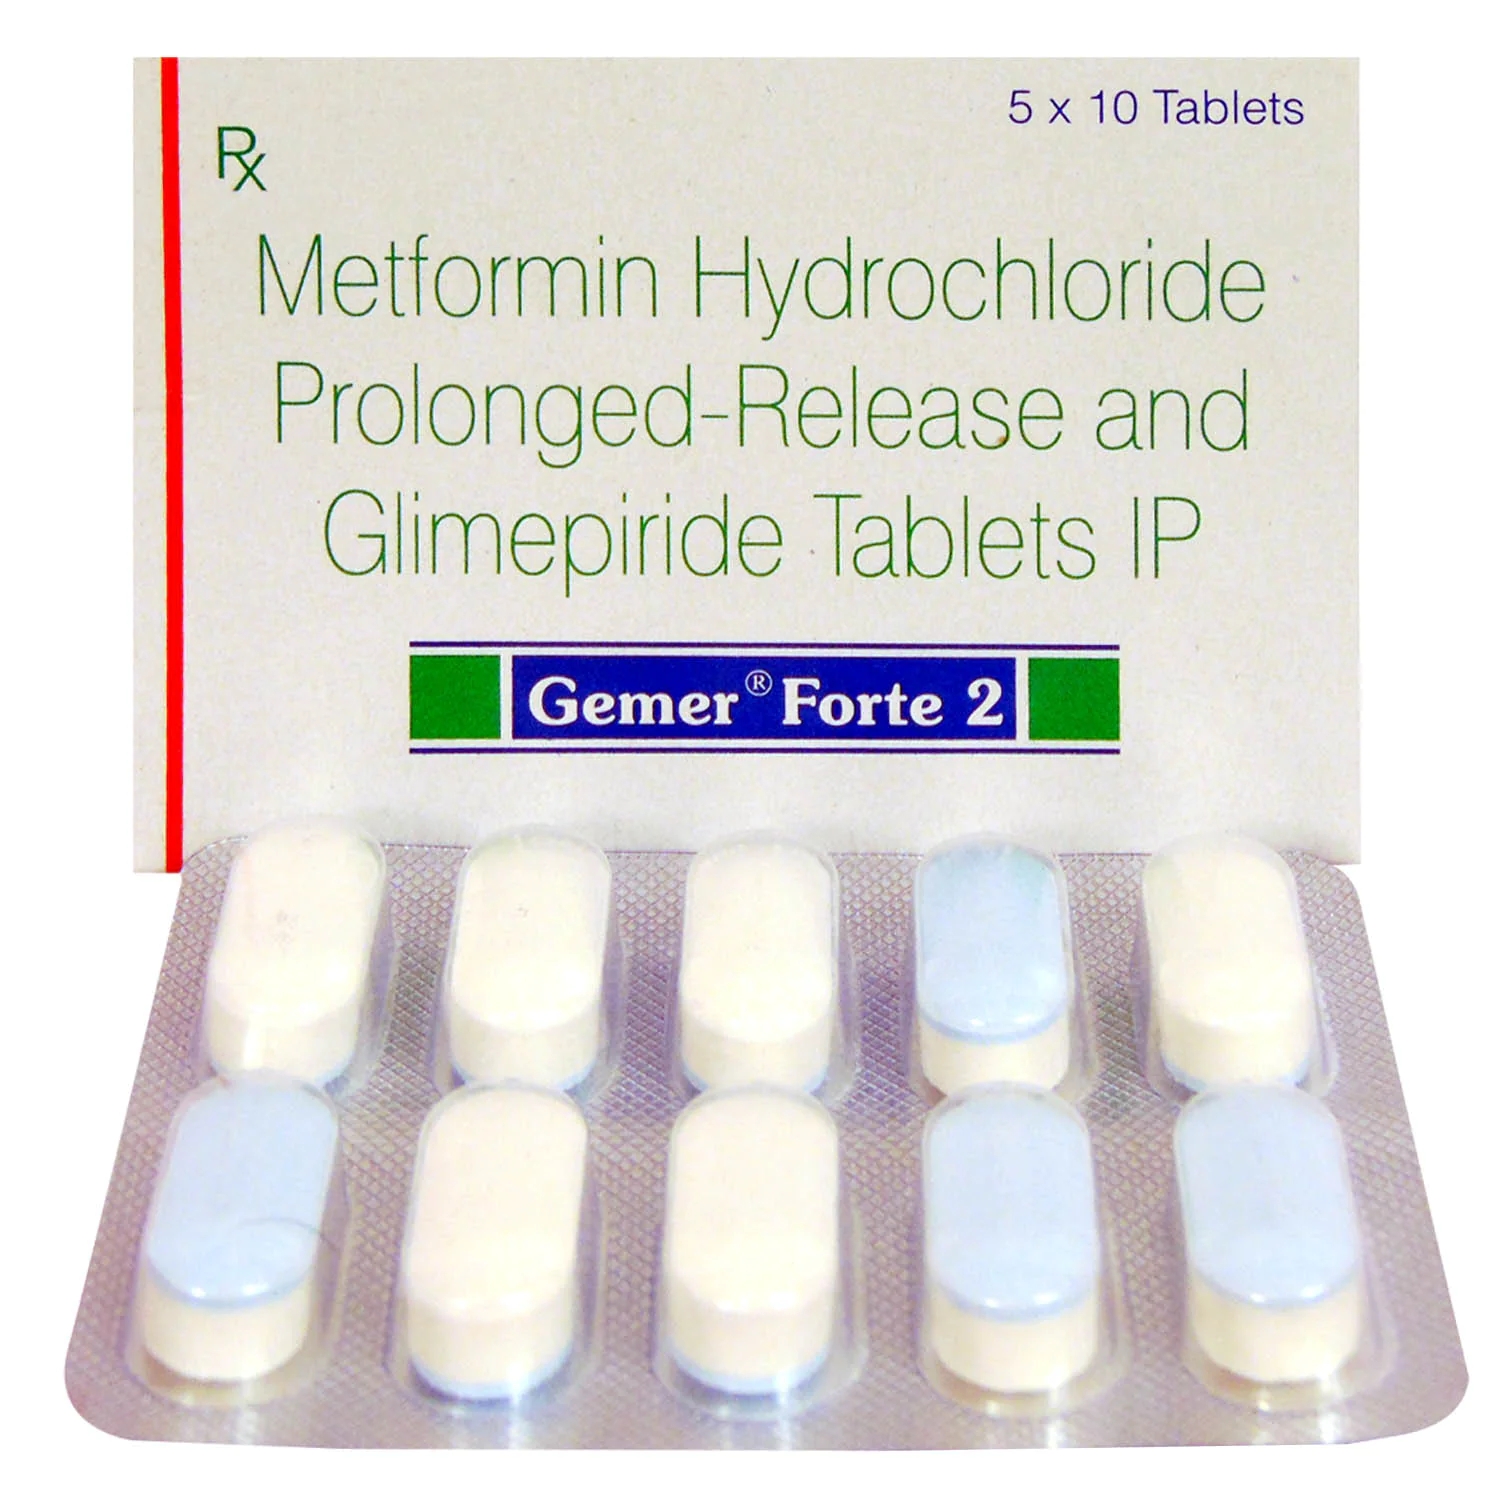 5 x 10 Tablets
Rx
Metformin Hydrochloride
Prolonged-Release and
Glimepiride Tablets IP
Gemer® Forte 2